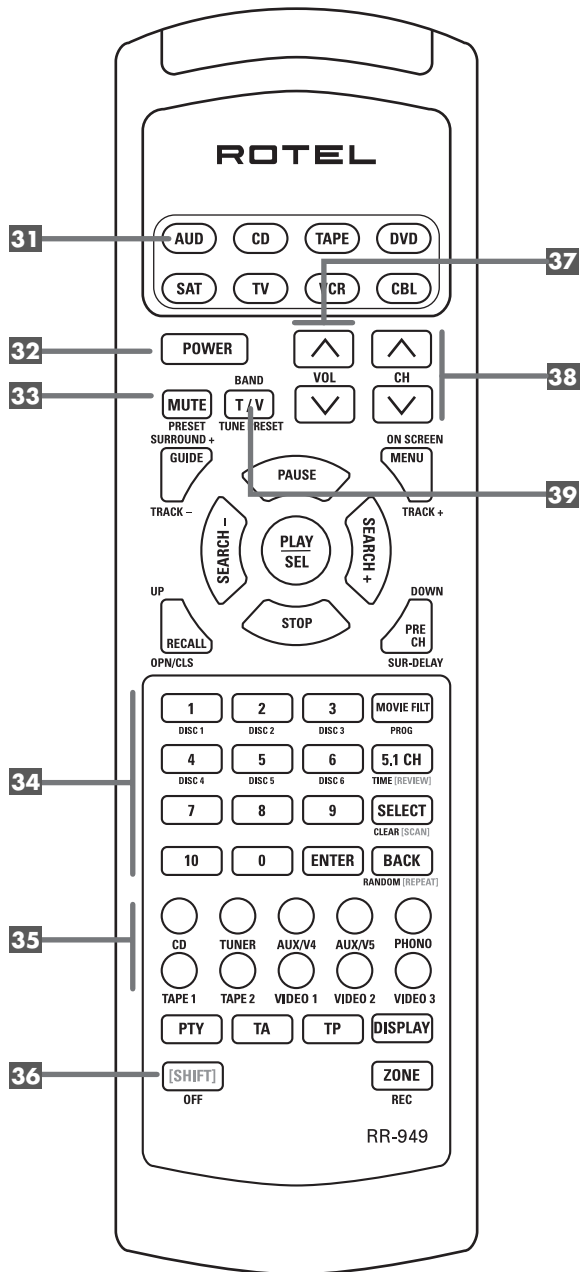 ROTEL
31
AUD CD TAPE DVD
SAT TV VCR CBL
37
32
POWER
38
BAND
VOL CH
33
MUTE T / V
PRESET TUNE PRESET
SURROUND + ON SCREEN
GUIDE MENU
PAUSE
39
TRACK – TRACK +
SEARCH – PLAY SEARCH +
SEL
UP DOWN
STOP
RECALL PRE
CH
OPN/CLS SUR-DELAY
1 2 3 MOVIE FILT
DISC 1 DISC 2 DISC 3 PROG
34
4 5 6 5.1 CH
DISC 4 DISC 5 DISC 6 TIME [REVIEW]
7 8 9 SELECT
CLEAR [SCAN]
10 0 ENTER BACK
RANDOM [REPEAT]
35
CD TUNER AUX/V4 AUX/V5 PHONO
TAPE 1 TAPE 2 VIDEO 1 VIDEO 2 VIDEO 3
PTY TA TP DISPLAY
36
[SHIFT] ZONE
OFF REC
RR-949